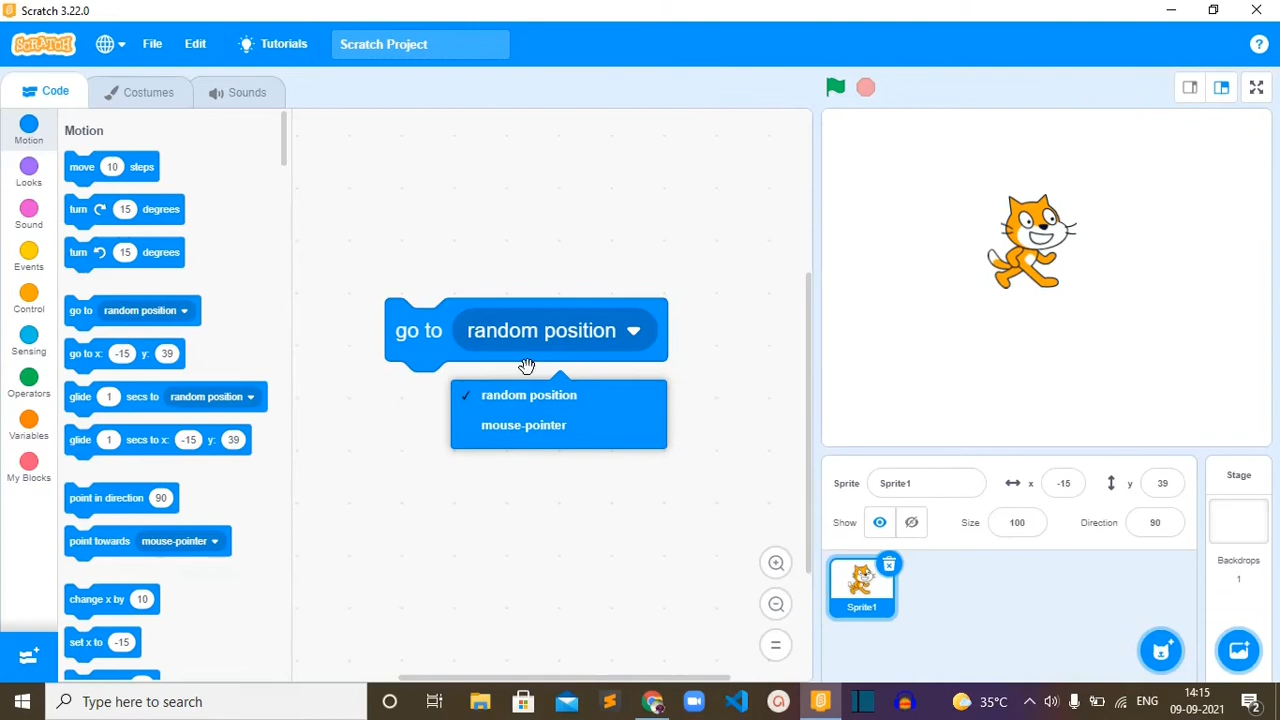 Scratch 3.22.0
SCRATCH
File
Edit
Tutorials
Scratch Project
?
Code
Costumes
Sounds
Motion
Looks
Sound
Events
Control
Sensing
Operators
Variables
My Blocks
Motion
move 10 steps
turn 15 degrees
turn 15 degrees
go to random position
go to x: -15 y: 39
glide 1 secs to random position
glide 1 secs to x: -15 y: 39
point in direction 90
point towards mouse-pointer
change x by 10
set x to -15
go to random position
✓ random position
mouse-pointer
Sprite Sprite1 x -15 y 39
Show Size 100 Direction 90
Sprite1
Stage
Backdrops
1
Type here to search
35°C
ENG
14:15
09-09-2021
2